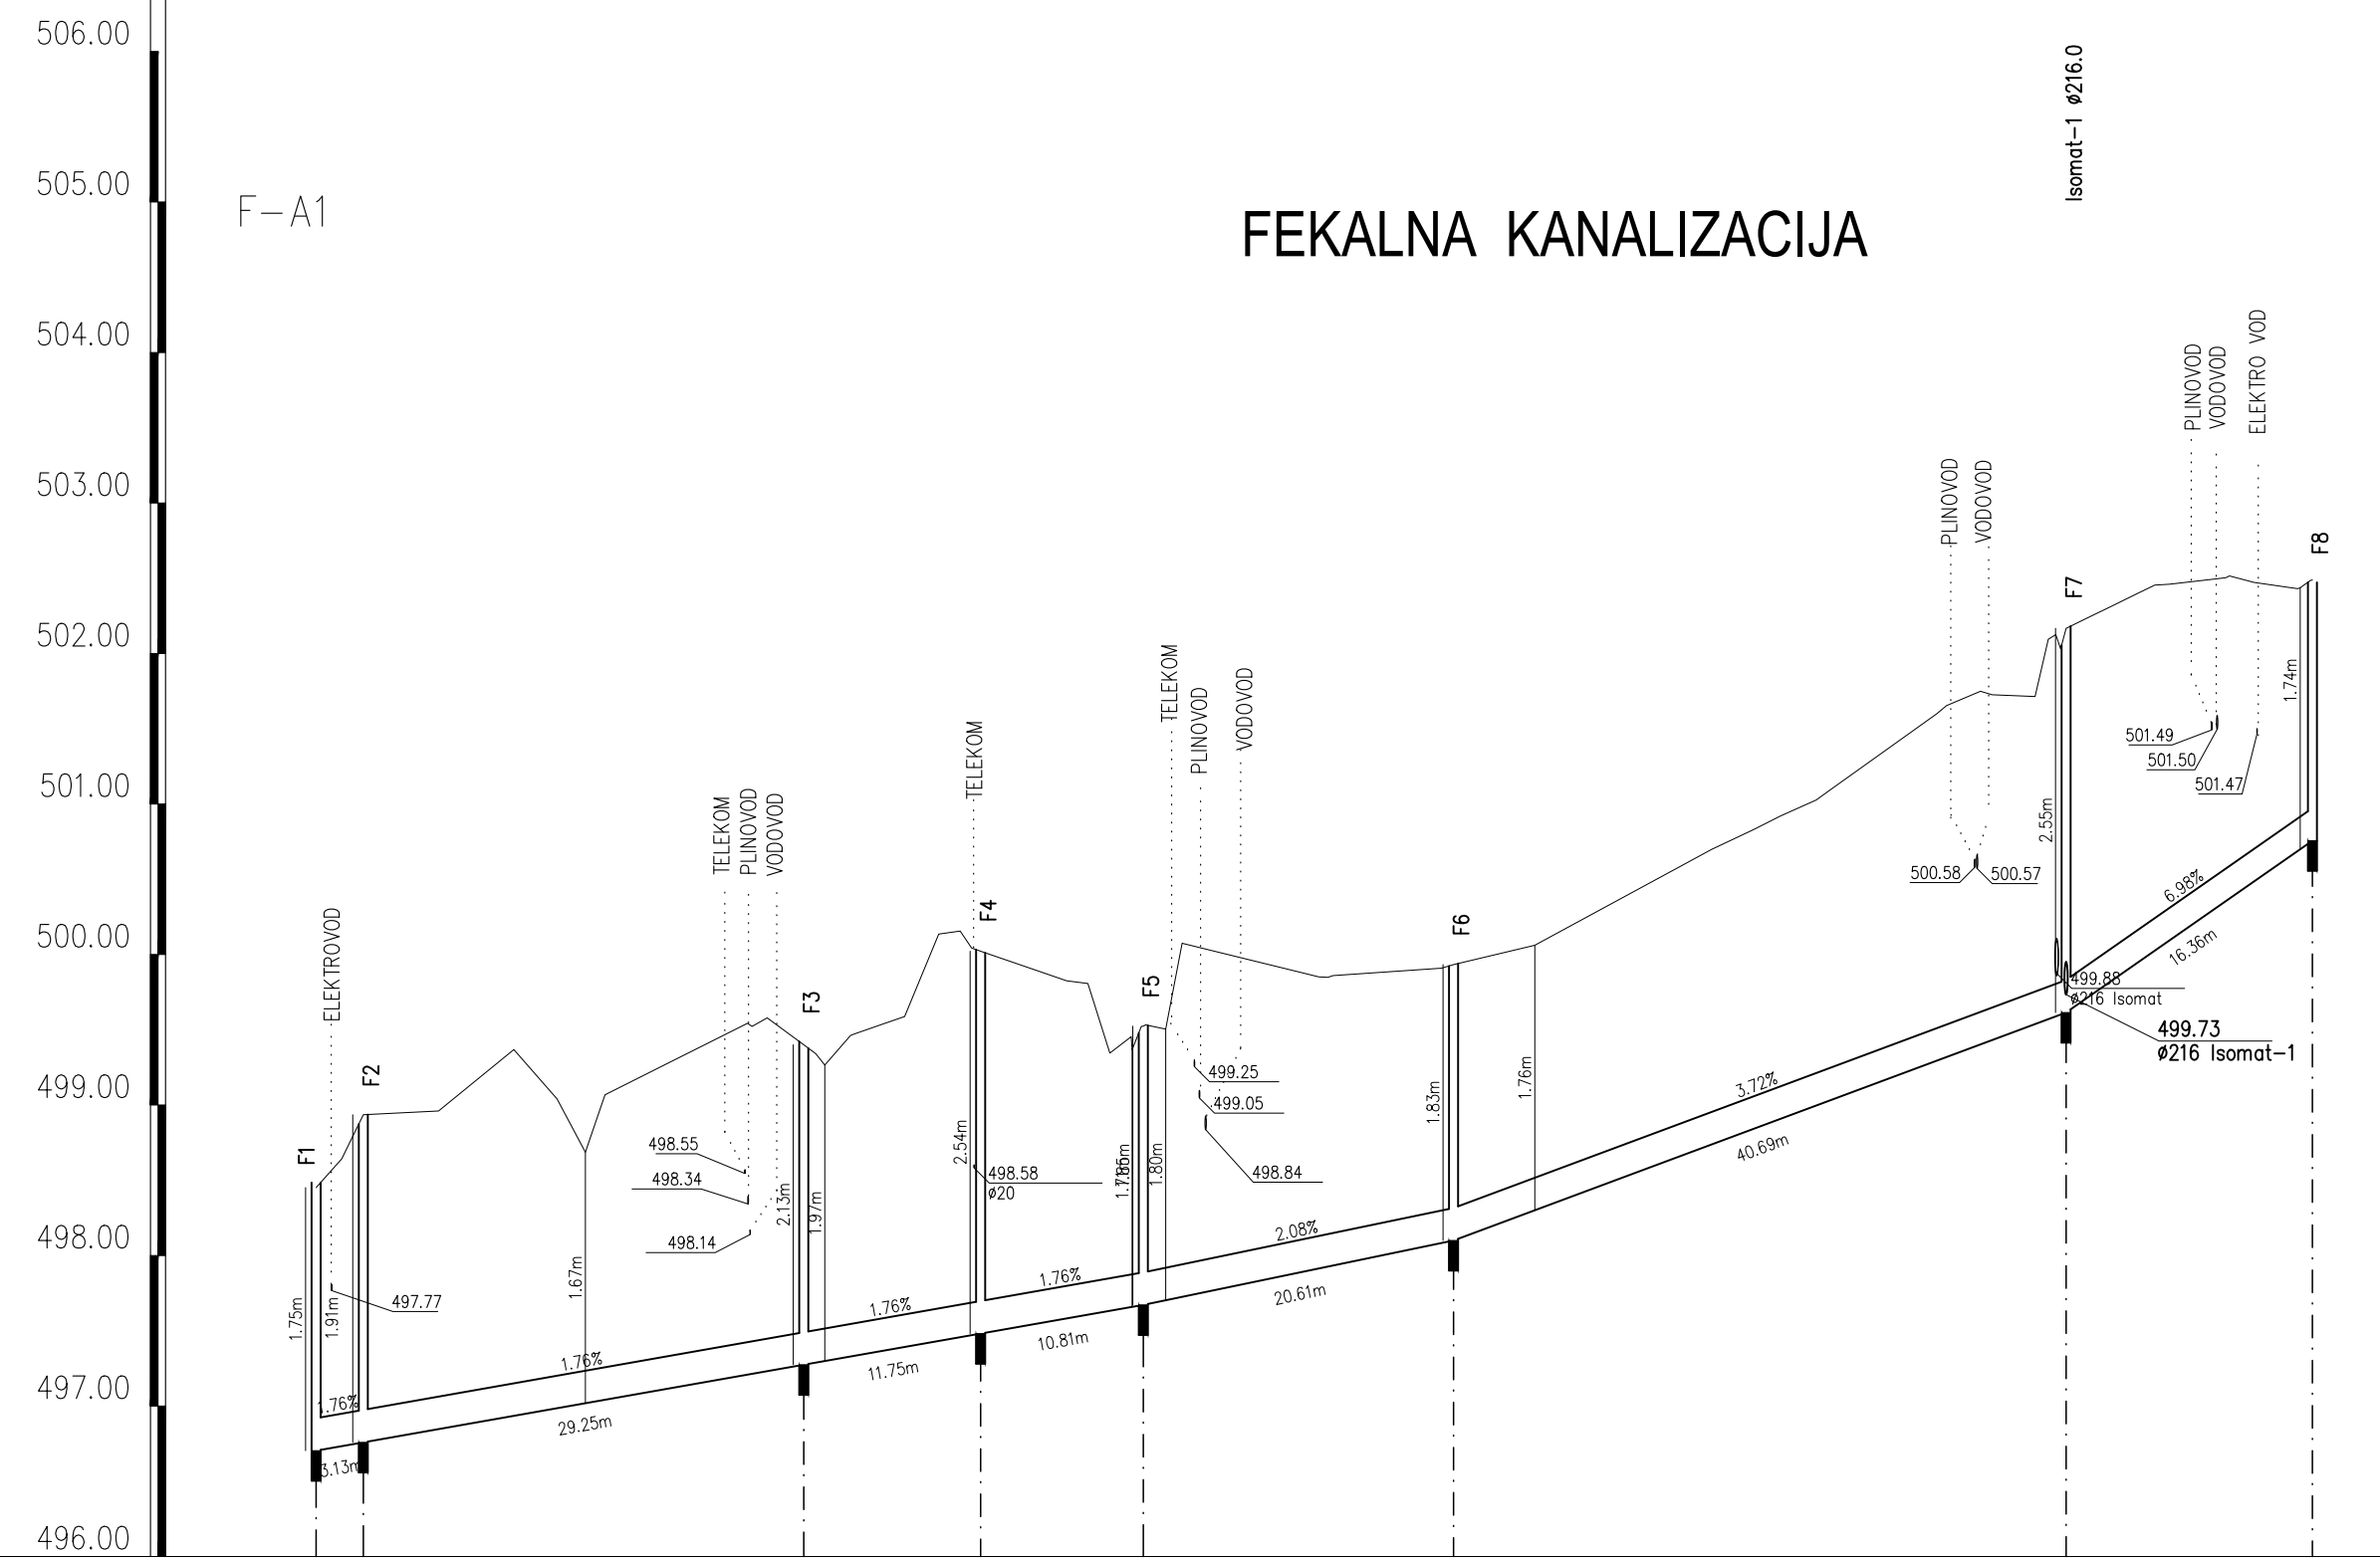 506.00
505.00
504.00
503.00
502.00
501.00
500.00
499.00
498.00
497.00
496.00
F-A1
FEKALNA KANALIZACIJA
Isomat-1 ø216.0
F1
ELEKTROVOD
F2
1.75m
1.91m
497.77
1.76%
3.13m
1.67m
1.76%
29.25m
TELEKOM
PLINOVOD
VODOVOD
498.55
498.34
498.14
F3
2.13m
1.97m
1.76%
11.75m
TELEKOM
F4
2.54m
498.58
ø20
1.76%
10.81m
F5
1.80m
TELEKOM
PLINOVOD
VODOVOD
499.25
499.05
498.84
2.08%
20.61m
F6
1.83m
1.76m
3.72%
40.69m
PLINOVOD
VODOVOD
500.58
500.57
F7
2.55m
499.88
ø216 Isomat
499.73
ø216 Isomat-1
6.98%
16.36m
PLINOVOD
VODOVOD
ELEKTRO VOD
501.49
501.50
501.47
1.74m
F8